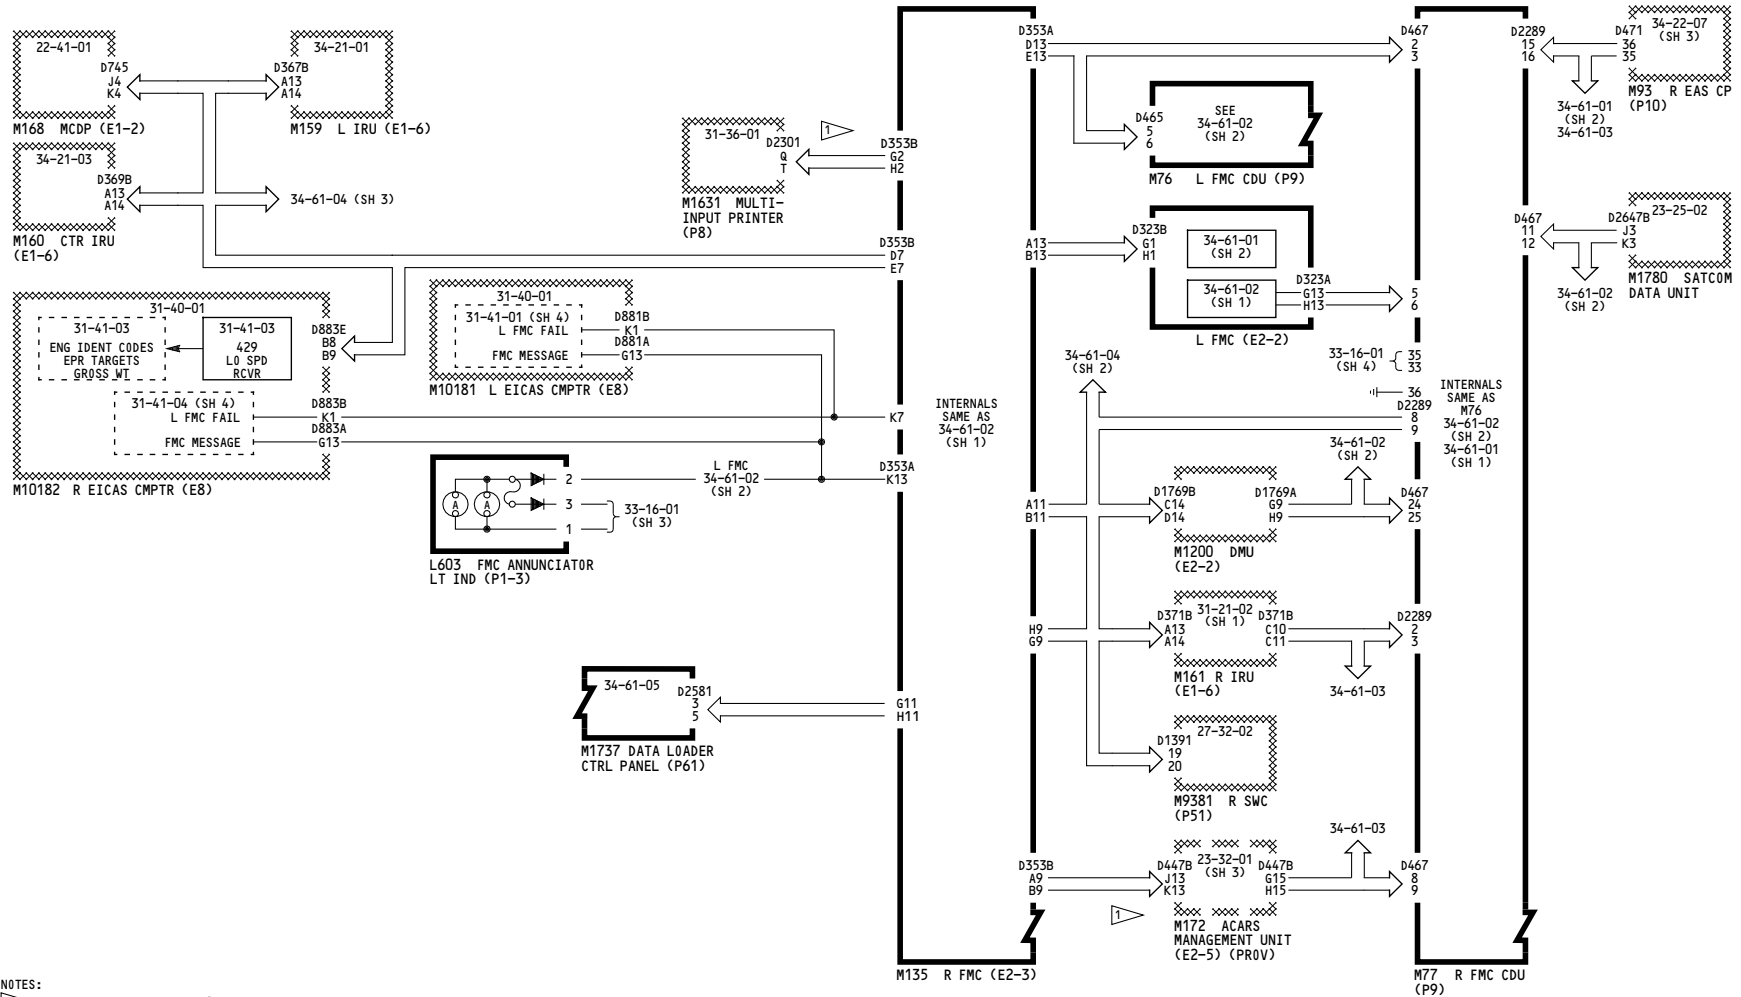 22-41-01
D745
J4
K4
M168 MCDP (E1-2)
34-21-01
D367B
A13
A14
M159 L IRU (E1-6)
34-21-03
D369B
A13
A14
M160 CTR IRU
(E1-6)
34-61-04 (SH 3)
31-36-01
D2301
Q
T
M1631 MULTI-
INPUT PRINTER
(P8)
1
D353B
G2
H2
D353B
D7
E7
31-40-01
31-41-03
ENG IDENT CODES
EPR TARGETS
GROSS WT
31-41-03
429
LO SPD
RCVR
D883E
B8
B9
31-41-04 (SH 4)
L FMC FAIL
FMC MESSAGE
D883B
K1
D883A
G13
M10182 R EICAS CMPTR (E8)
31-40-01
31-41-01 (SH 4)
L FMC FAIL
FMC MESSAGE
D881B
K1
D881A
G13
M10181 L EICAS CMPTR (E8)
K7
D353A
K13
L FMC
34-61-02
(SH 2)
A
A
2
3
1
33-16-01
(SH 3)
L603 FMC ANNUNCIATOR
LT IND (P1-3)
34-61-05
D2581
3
5
M1737 DATA LOADER
CTRL PANEL (P61)
G11
H11
INTERNALS
SAME AS
34-61-02
(SH 1)
M135 R FMC (E2-3)
D353A
D13
E13
D465
5
6
SEE
34-61-02
(SH 2)
M76 L FMC CDU (P9)
A13
B13
D323B
G1
H1
34-61-01
(SH 2)
34-61-02
(SH 1)
D323A
G13
H13
L FMC (E2-2)
34-61-04
(SH 2)
A11
B11
D1769B
C14
D14
D1769A
G9
H9
M1200 DMU
(E2-2)
34-61-02
(SH 2)
H9
G9
D371B
A13
A14
31-21-02
(SH 1)
D371B
C10
C11
M161 R IRU
(E1-6)
34-61-03
27-32-02
D1391
19
20
M9381 R SWC
(P51)
D353B
A9
B9
1
D447B
J13
K13
23-32-01
(SH 3)
D447B
G15
H15
M172 ACARS
MANAGEMENT UNIT
(E2-5) (PROV)
34-61-03
D467
2
3
5
6
33-16-01
(SH 4)
35
33
36
D2289
8
9
D467
24
25
D2289
2
3
D467
8
9
INTERNALS
SAME AS
M76
34-61-02
(SH 2)
34-61-01
(SH 1)
M77 R FMC CDU
(P9)
D2289
15
16
D471
36
35
34-22-07
(SH 3)
M93 R EAS CP
(P10)
34-61-01
(SH 2)
34-61-03
D467
11
12
D2647B
J3
K3
23-25-02
M1780 SATCOM
DATA UNIT
34-61-02
(SH 2)
NOTES: